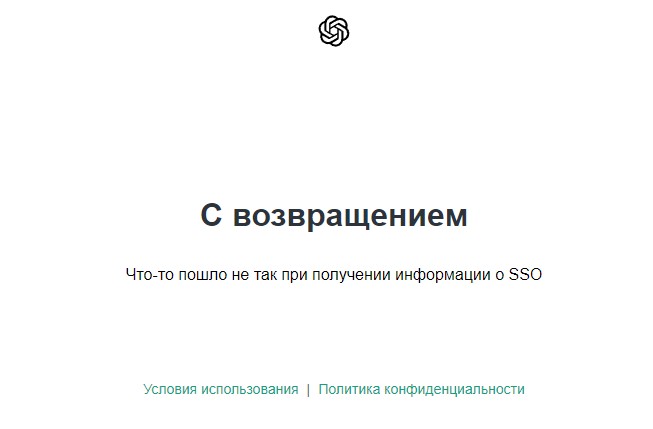 С возвращением
Что-то пошло не так при получении информации о SSO
Условия использования | Политика конфиденциальности